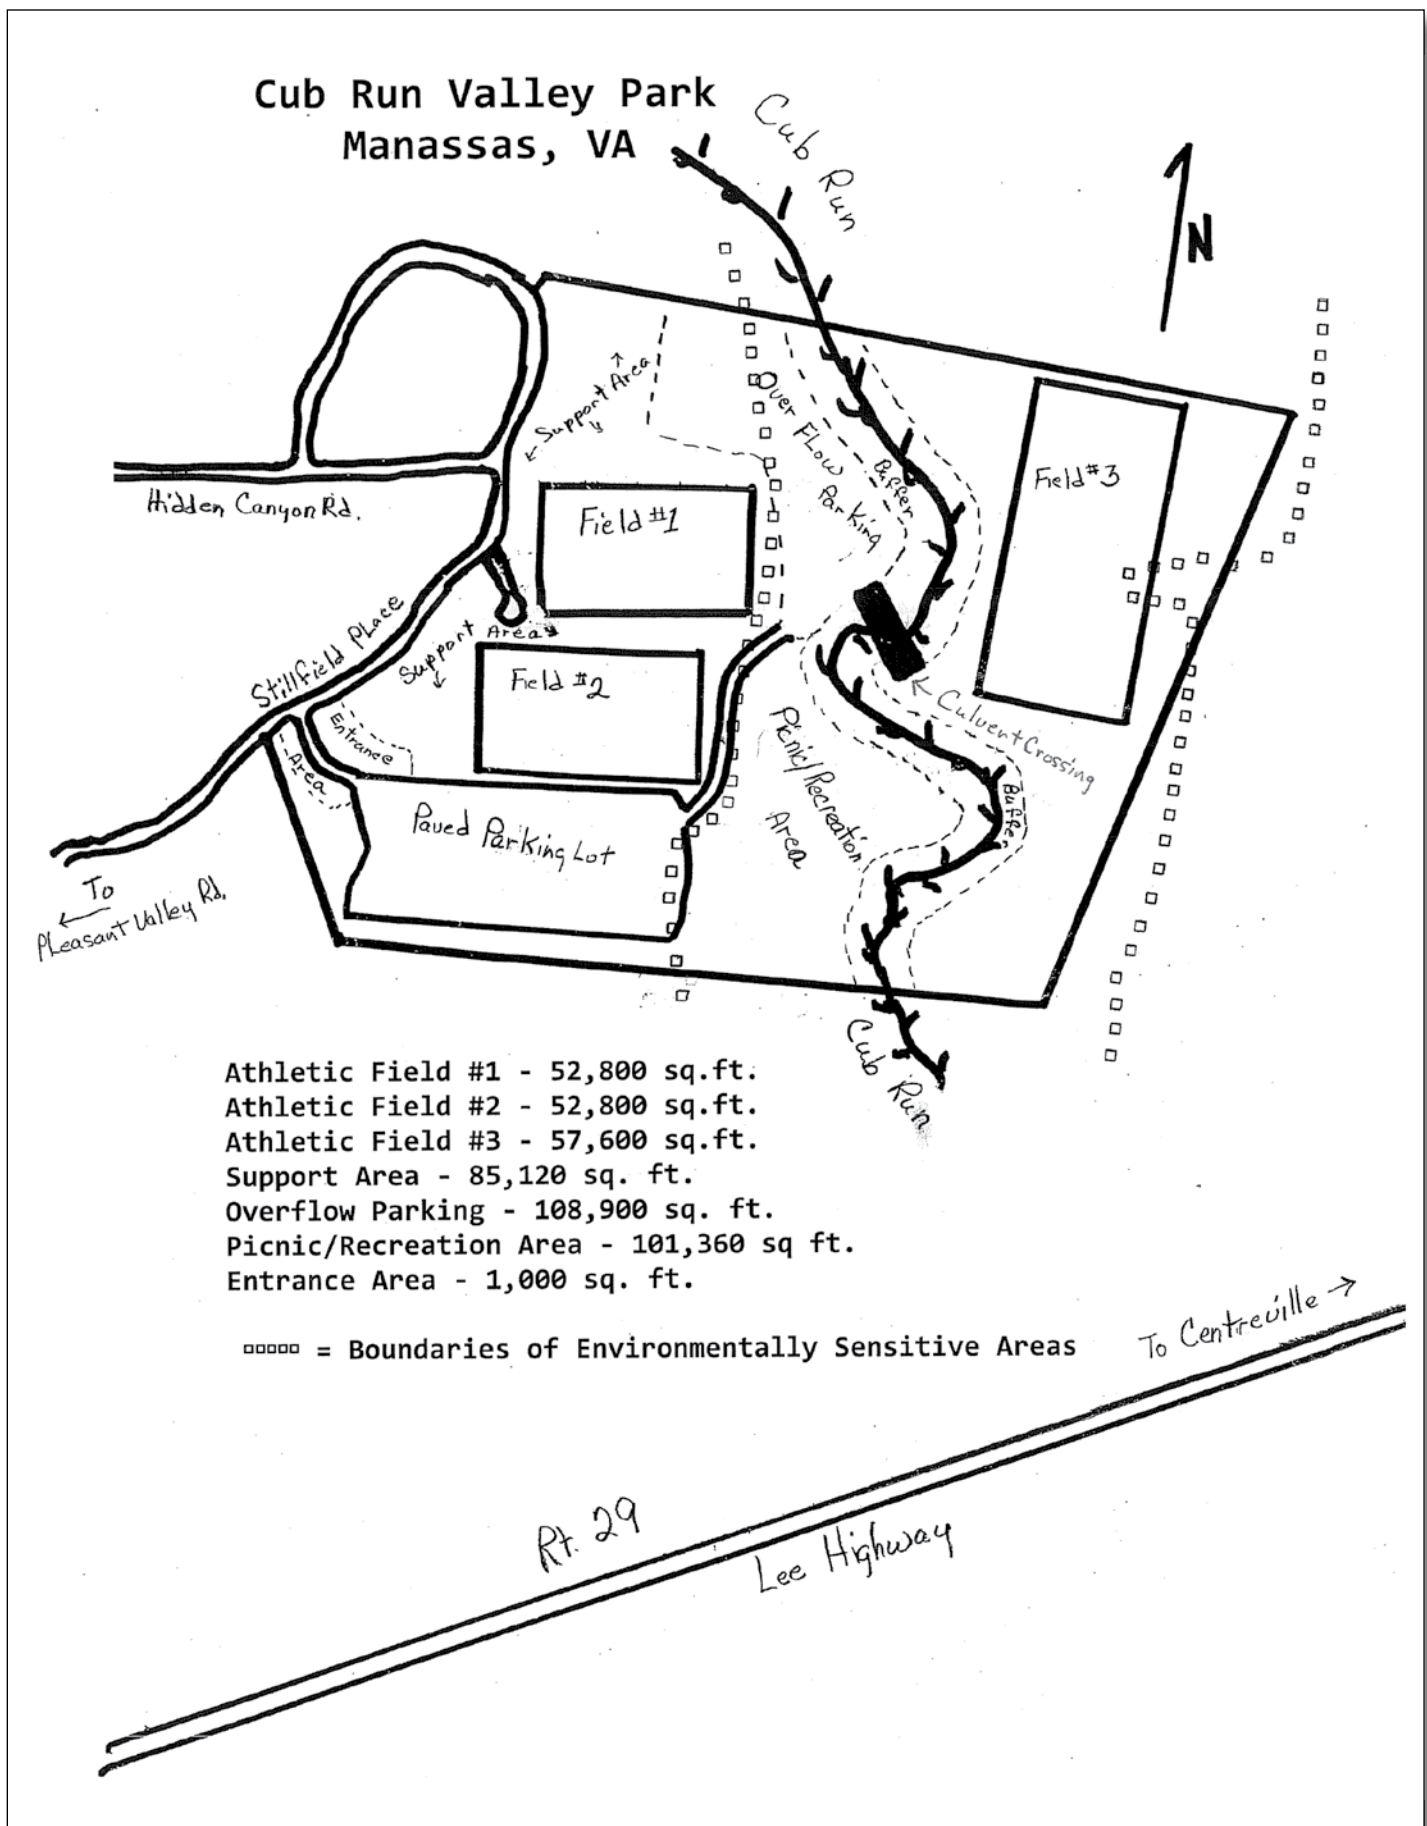 Cub Run Valley Park
Manassas, VA
Cub Run
N
Support Area
Over Flow
Parking
Buffer
Field #3
Hidden Canyon Rd.
Field #1
Stillfield Place
Support Areas
Field #2
Entrance
Area
Culvert Crossing
Picnic/Recreation
Area
Buffer
Paved Parking Lot
To
Pleasant Valley Rd.
Cub Run
Athletic Field #1 - 52,800 sq.ft.
Athletic Field #2 - 52,800 sq.ft.
Athletic Field #3 - 57,600 sq.ft.
Support Area - 85,120 sq. ft.
Overflow Parking - 108,900 sq. ft.
Picnic/Recreation Area - 101,360 sq ft.
Entrance Area - 1,000 sq. ft.
= Boundaries of Environmentally Sensitive Areas
To Centreville →
Rt. 29
Lee Highway